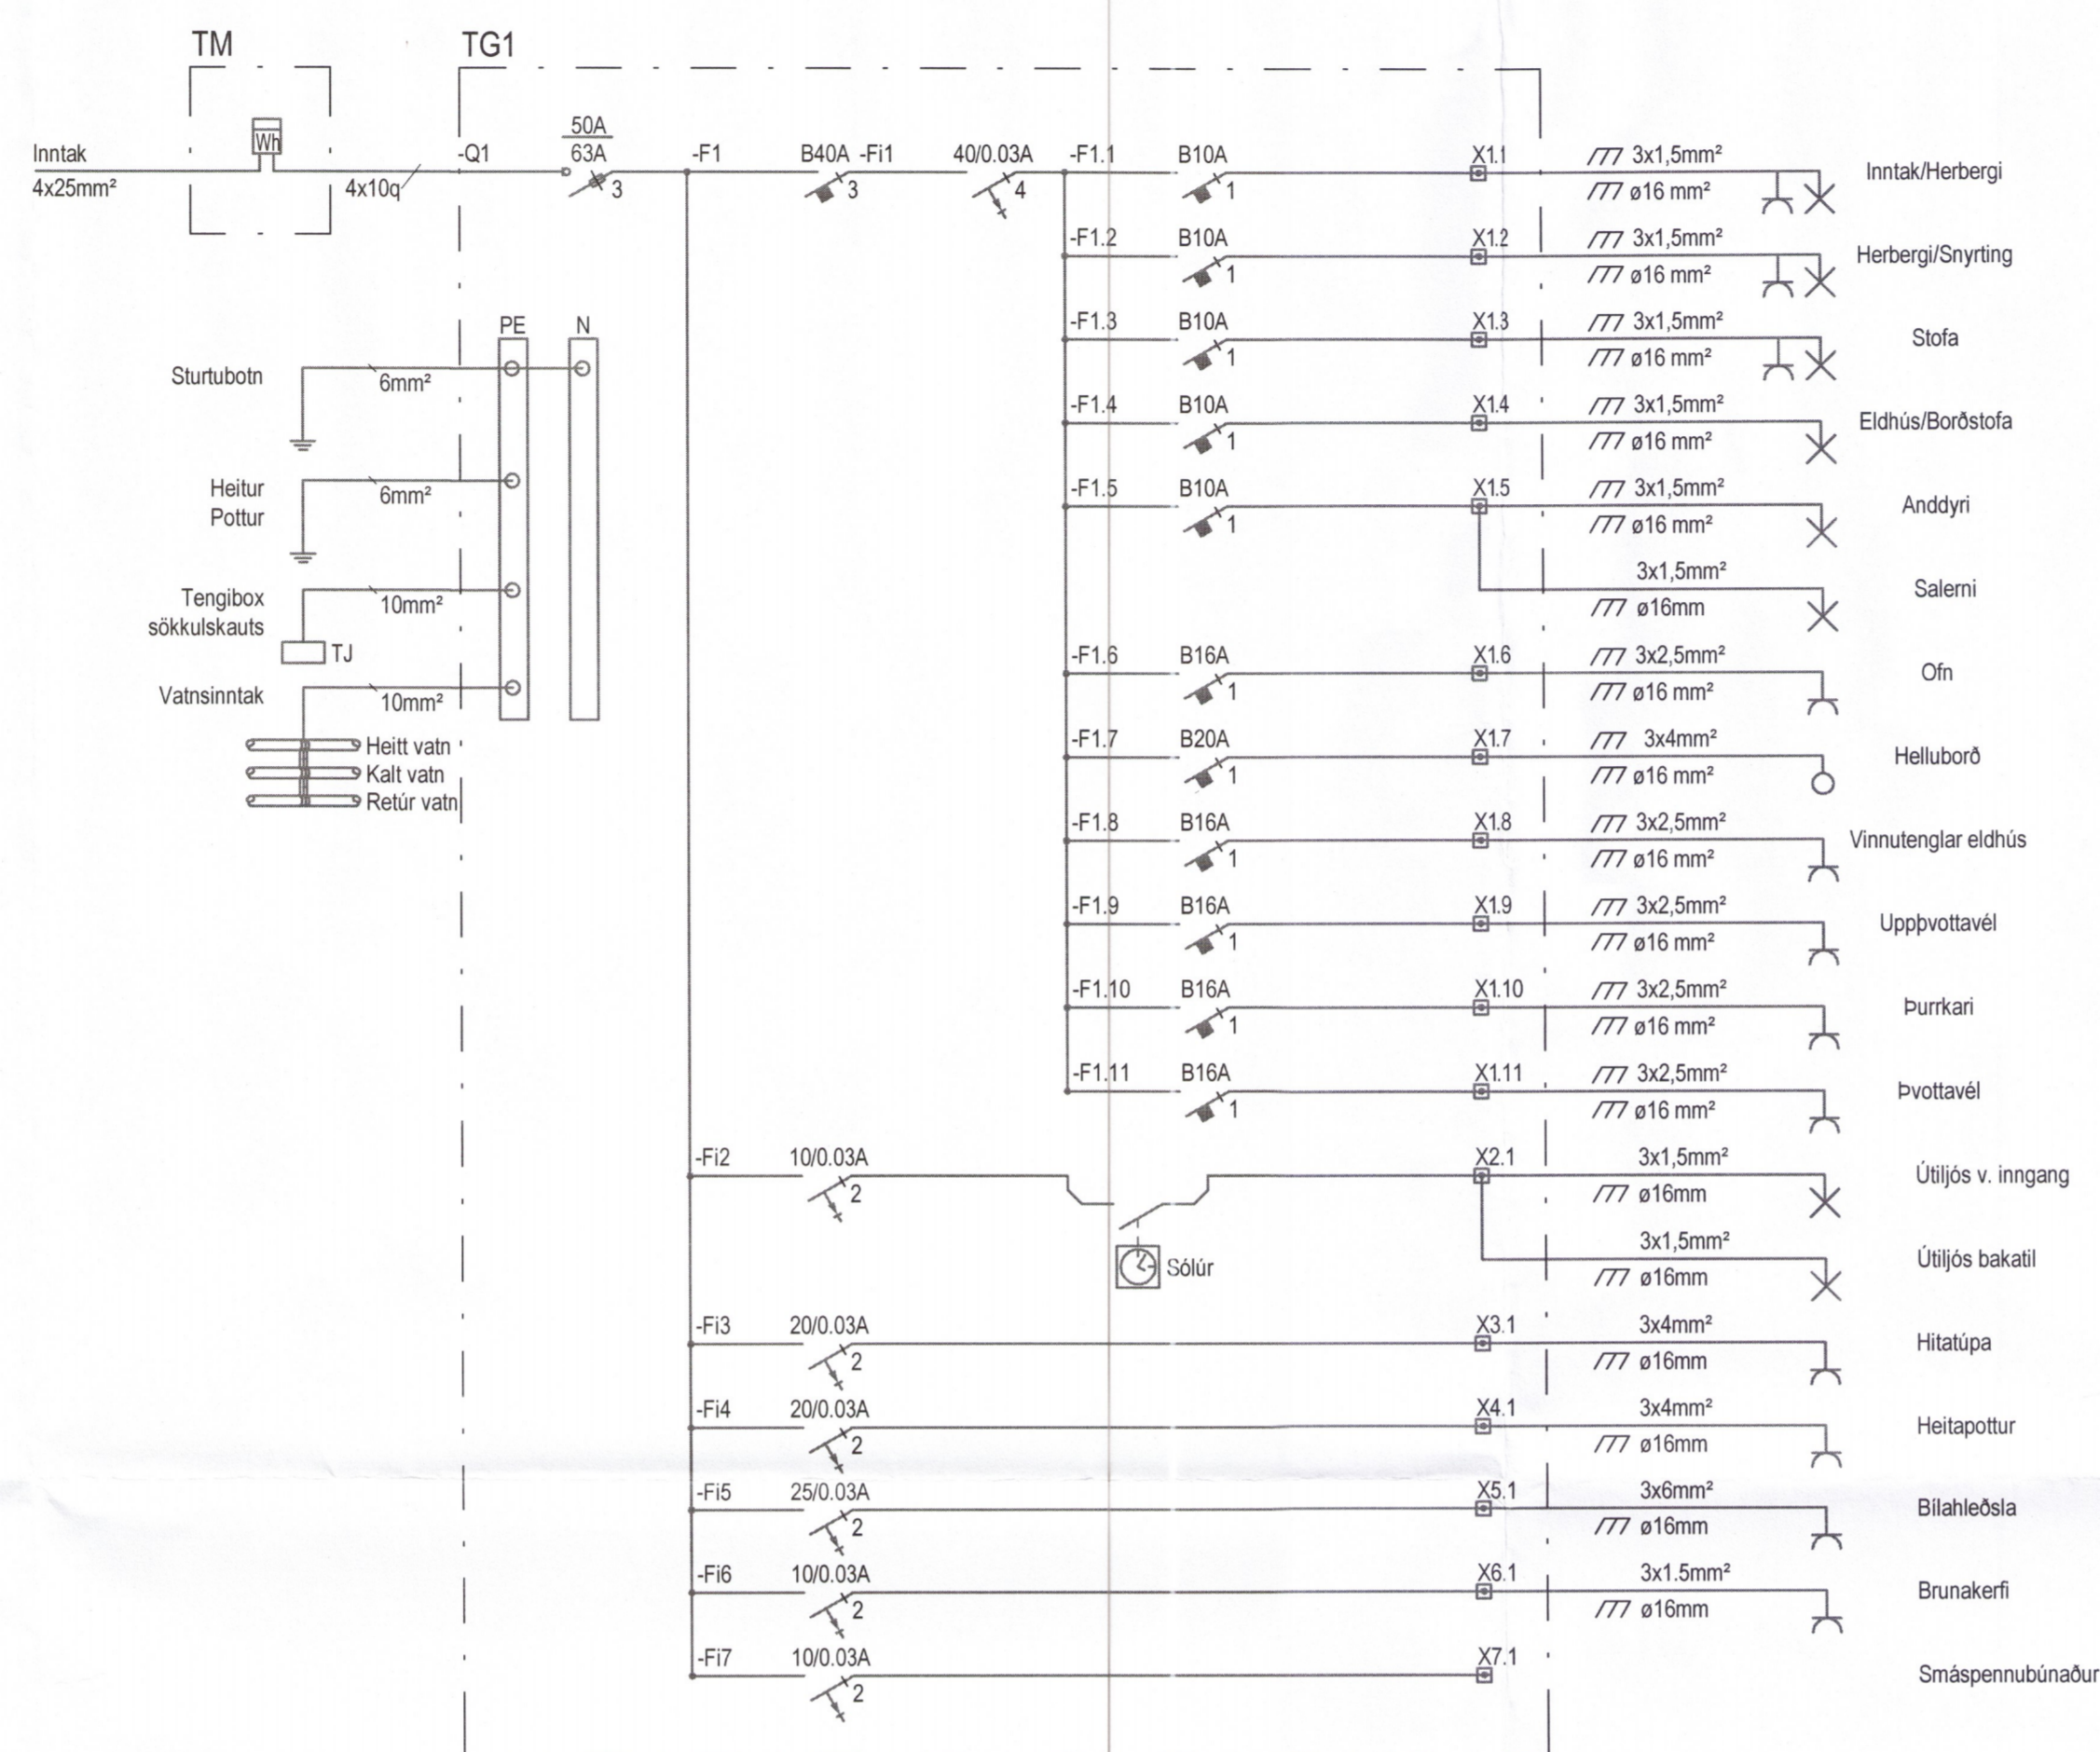 TM
TG1
Inntak
4x25mm²
Wh
4x10q
-Q1
50A
63A
3
-F1
B40A
3
-Fi1
40/0.03A
4
-F1.1 B10A 1 X1.1 3x1,5mm² ø16 mm² Inntak/Herbergi
-F1.2 B10A 1 X1.2 3x1,5mm² ø16 mm² Herbergi/Snyrting
-F1.3 B10A 1 X1.3 3x1,5mm² ø16 mm² Stofa
-F1.4 B10A 1 X1.4 3x1,5mm² ø16 mm² Eldhús/Borðstofa
-F1.5 B10A 1 X1.5 3x1,5mm² ø16 mm² Anddyri
3x1,5mm² ø16mm Salerni
-F1.6 B16A 1 X1.6 3x2,5mm² ø16 mm² Ofn
-F1.7 B20A 1 X1.7 3x4mm² ø16 mm² Helluborð
-F1.8 B16A 1 X1.8 3x2,5mm² ø16 mm² Vinnutenglar eldhús
-F1.9 B16A 1 X1.9 3x2,5mm² ø16 mm² Uppþvottavél
-F1.10 B16A 1 X1.10 3x2,5mm² ø16 mm² Þurrkari
-F1.11 B16A 1 X1.11 3x2,5mm² ø16 mm² Þvottavél
-Fi2 10/0.03A 2 Sólúr X2.1 3x1,5mm² ø16mm Útiljós v. inngang
3x1,5mm² ø16mm Útiljós bakatil
-Fi3 20/0.03A 2 X3.1 3x4mm² ø16mm Hitatúpa
-Fi4 20/0.03A 2 X4.1 3x4mm² ø16mm Heitapottur
-Fi5 25/0.03A 2 X5.1 3x6mm² ø16mm Bílahleðsla
-Fi6 10/0.03A 2 X6.1 3x1.5mm² ø16mm Brunakerfi
-Fi7 10/0.03A 2 X7.1 Smáspennubúnaður
PE
N
Sturtubotn
6mm²
Heitur
Pottur
6mm²
Tengibox
sökkulskauts
10mm²
TJ
Vatnsinntak
10mm²
Heitt vatn
Kalt vatn
Retúr vatn